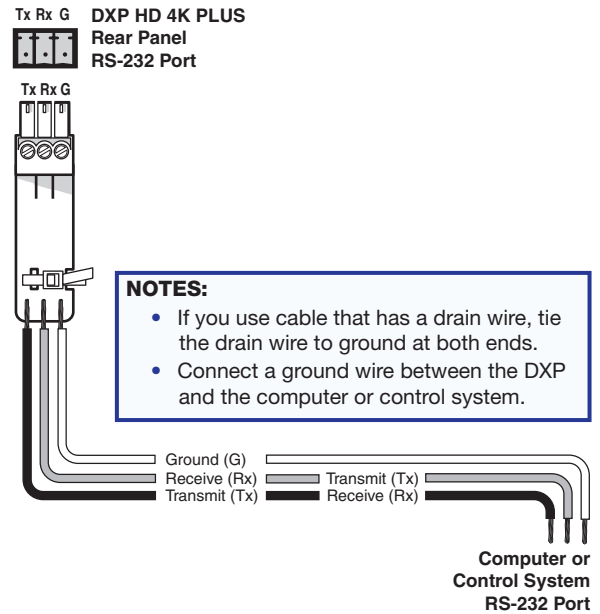 Tx Rx G
DXP HD 4K PLUS
Rear Panel
RS-232 Port
Tx Rx G
NOTES:
• If you use cable that has a drain wire, tie
the drain wire to ground at both ends.
• Connect a ground wire between the DXP
and the computer or control system.
Ground (G)
Receive (Rx) Transmit (Tx)
Transmit (Tx) Receive (Rx)
Computer or
Control System
RS-232 Port